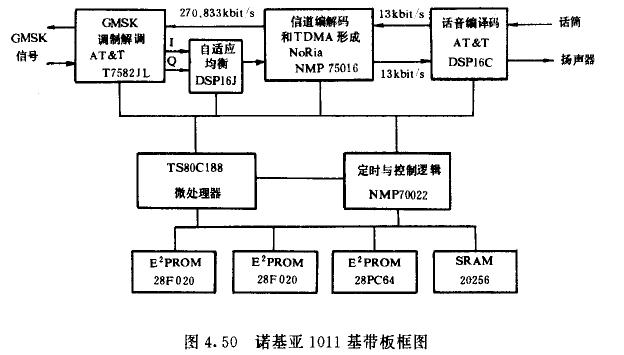 GMSK
信号
GMSK
调制解调
AT&T
T7582JL
I
Q
270.833kbit/s
自适应
均衡
DSP16J
信道编解码
和TDMA形成
NoRia
NMP 75016
13kbit/s
13kbit/s
话音编译码
AT&T
DSP16C
话筒
扬声器
TS80C188
微处理器
定时与控制逻辑
NMP70022
E²PROM
28F020
E²PROM
28F020
E²PROM
28PC64
SRAM
20256
图 4.50 诺基亚 1011 基带板框图